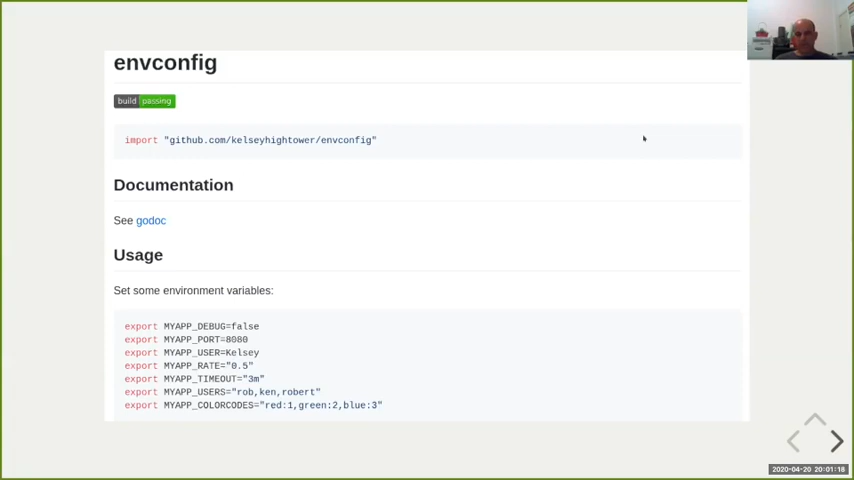 envconfig
build passing
import "github.com/kelseyhightower/envconfig"
Documentation
See godoc
Usage
Set some environment variables:
export MYAPP_DEBUG=false
export MYAPP_PORT=8080
export MYAPP_USER=Kelsey
export MYAPP_RATE="0.5"
export MYAPP_TIMEOUT="3m"
export MYAPP_USERS="rob,ken,robert"
export MYAPP_COLORCODES="red:1,green:2,blue:3"
2020-04-20 20:01:18